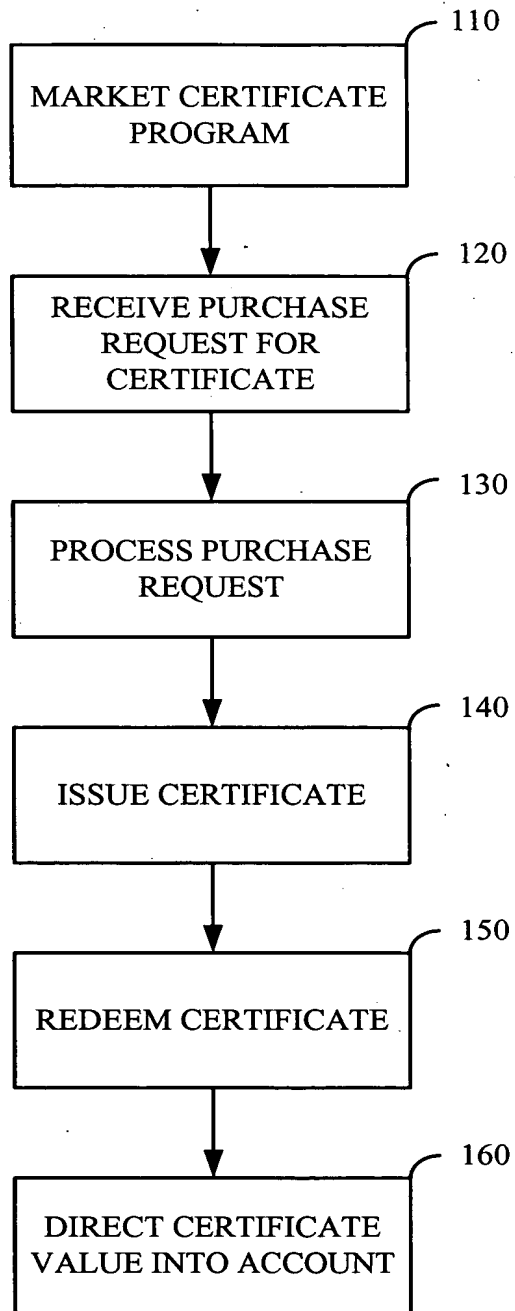 110
MARKET CERTIFICATE
PROGRAM
120
RECEIVE PURCHASE
REQUEST FOR
CERTIFICATE
130
PROCESS PURCHASE
REQUEST
140
ISSUE CERTIFICATE
150
REDEEM CERTIFICATE
160
DIRECT CERTIFICATE
VALUE INTO ACCOUNT